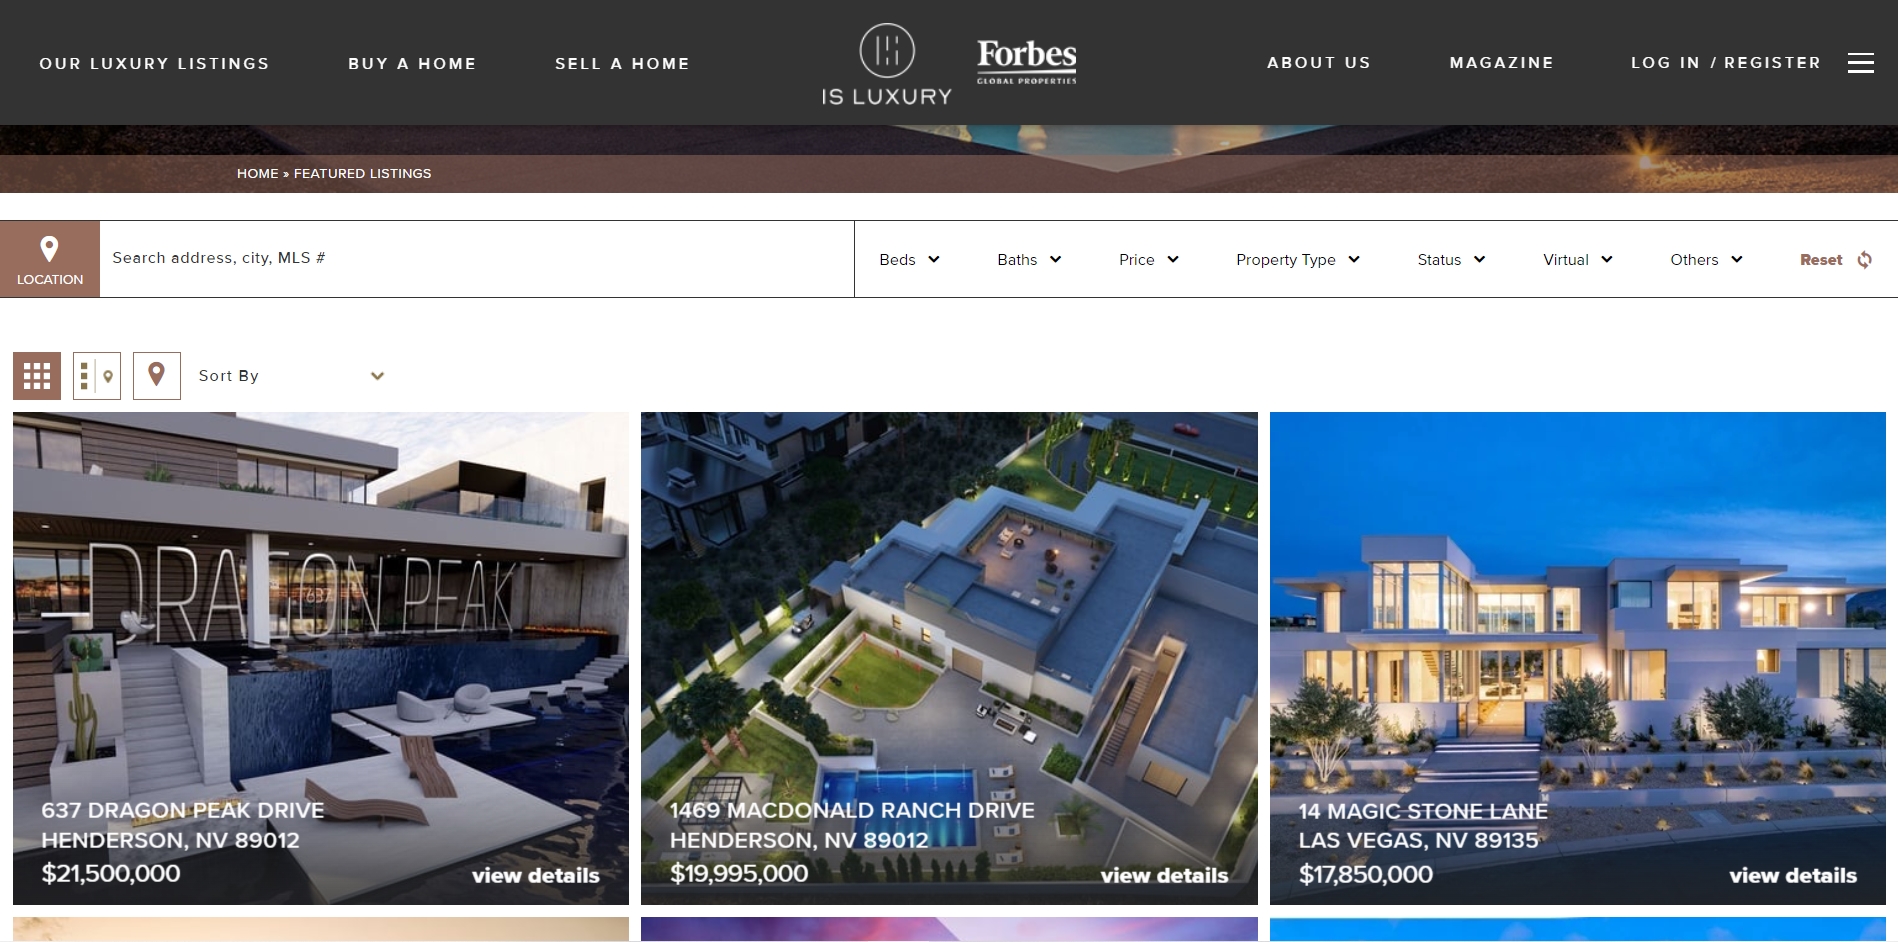 OUR LUXURY LISTINGS
BUY A HOME
SELL A HOME
IS LUXURY
Forbes
GLOBAL PROPERTIES
ABOUT US
MAGAZINE
LOG IN / REGISTER
HOME » FEATURED LISTINGS
LOCATION
Search address, city, MLS #
Beds
Baths
Price
Property Type
Status
Virtual
Others
Reset
Sort By
DRAGON PEAK
637
637 DRAGON PEAK DRIVE
HENDERSON, NV 89012
$21,500,000
view details
1469 MACDONALD RANCH DRIVE
HENDERSON, NV 89012
$19,995,000
view details
14 MAGIC STONE LANE
LAS VEGAS, NV 89135
$17,850,000
view details